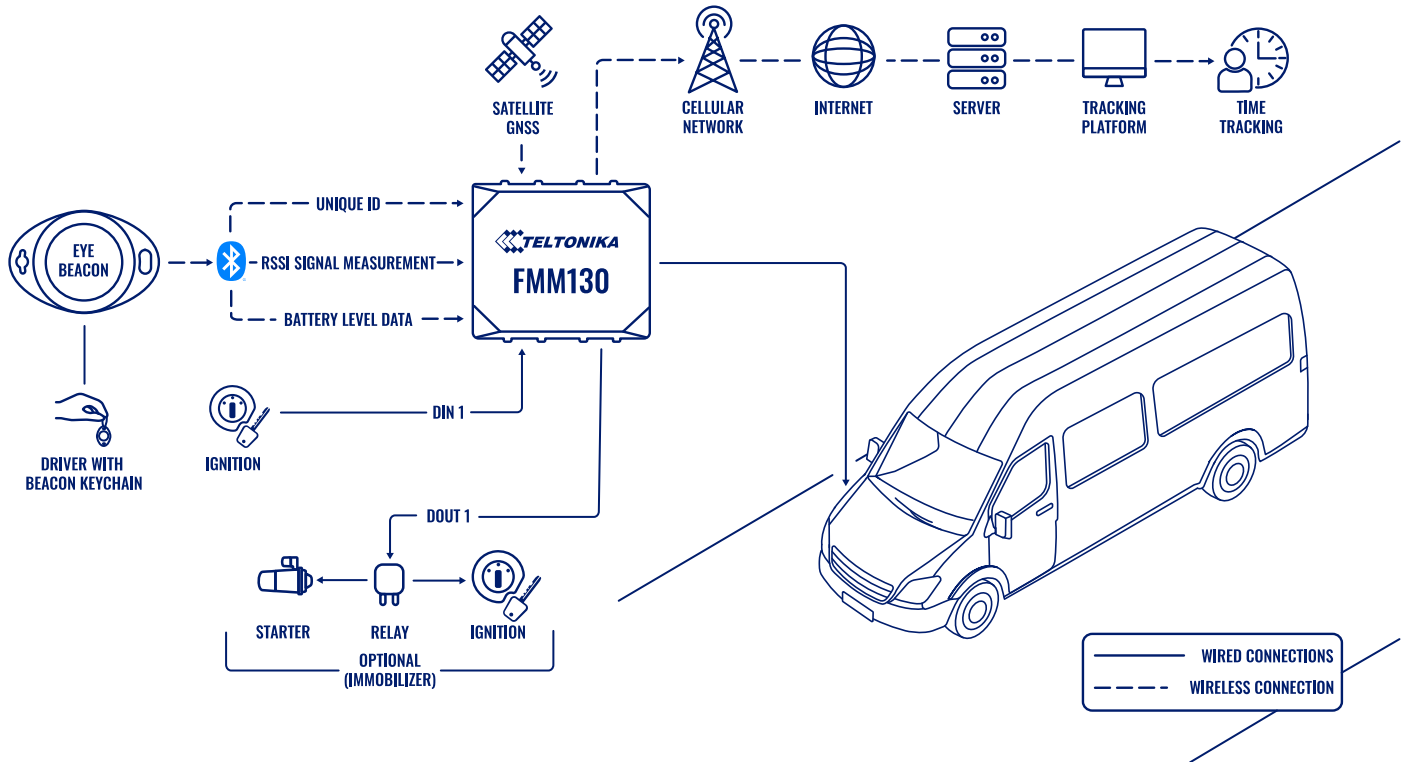 SATELLITE
GNSS
CELLULAR
NETWORK
INTERNET
SERVER
TRACKING
PLATFORM
TIME
TRACKING
EYE
BEACON
UNIQUE ID
RSSI SIGNAL MEASUREMENT
BATTERY LEVEL DATA
TELTONIKA
FMM130
DRIVER WITH
BEACON KEYCHAIN
IGNITION
DIN 1
DOUT 1
STARTER
RELAY
IGNITION
OPTIONAL
(IMMOBILIZER)
WIRED CONNECTIONS
WIRELESS CONNECTION